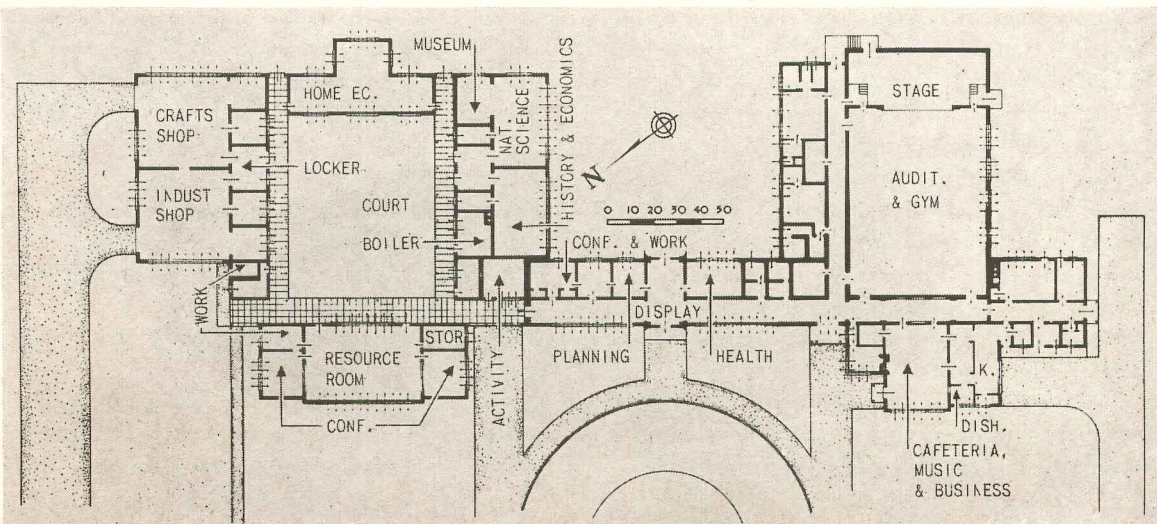 MUSEUM
HOME EC.
CRAFTS
SHOP
NAT.
SCIENCE
HISTORY & ECONOMICS
STAGE
LOCKER
N
INDUST
SHOP
COURT
AUDIT.
& GYM
0 10 20 30 40 50
BOILER
CONF. & WORK
WORK
DISPLAY
STOR
RESOURCE
ROOM
ACTIVITY
PLANNING
HEALTH
K.
CONF.
DISH.
CAFETERIA,
MUSIC
& BUSINESS